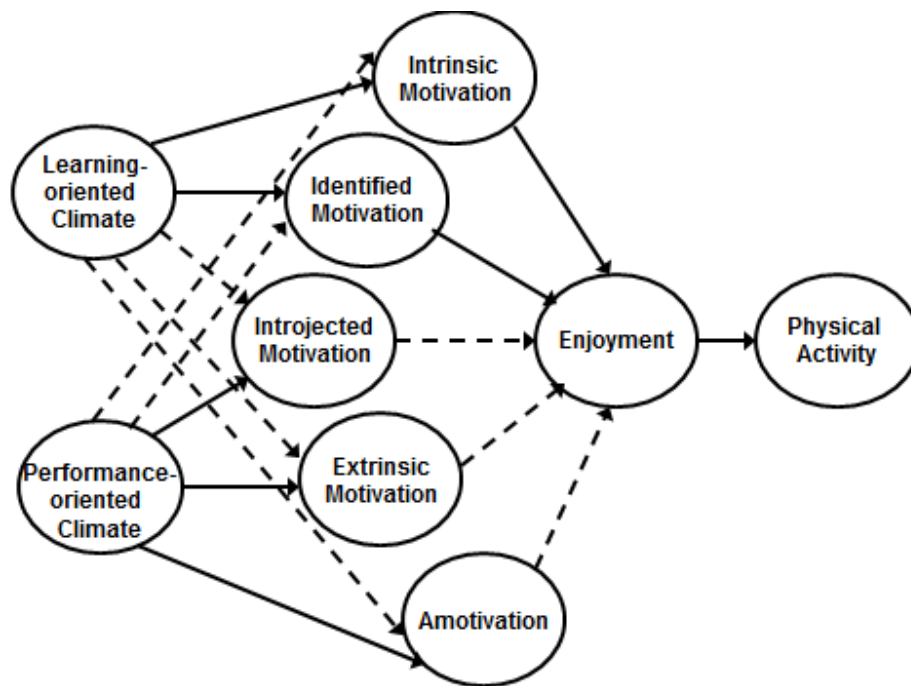 Intrinsic
Motivation
Learning-
oriented
Climate
Identified
Motivation
Introjected
Motivation
Enjoyment
Physical
Activity
Performance-
oriented
Climate
Extrinsic
Motivation
Amotivation